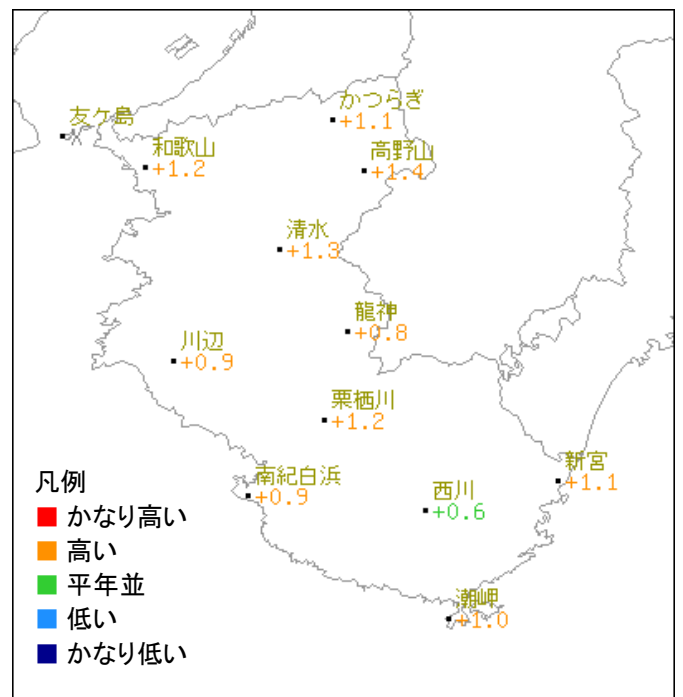 かつらぎ
+1.1
友ケ島
和歌山
+1.2
高野山
+1.4
清水
+1.3
龍神
+0.8
川辺
+0.9
栗栖川
+1.2
新宮
+1.1
南紀白浜
+0.9
西川
+0.6
潮岬
+1.0
凡例
かなり高い
高い
平年並
低い
かなり低い